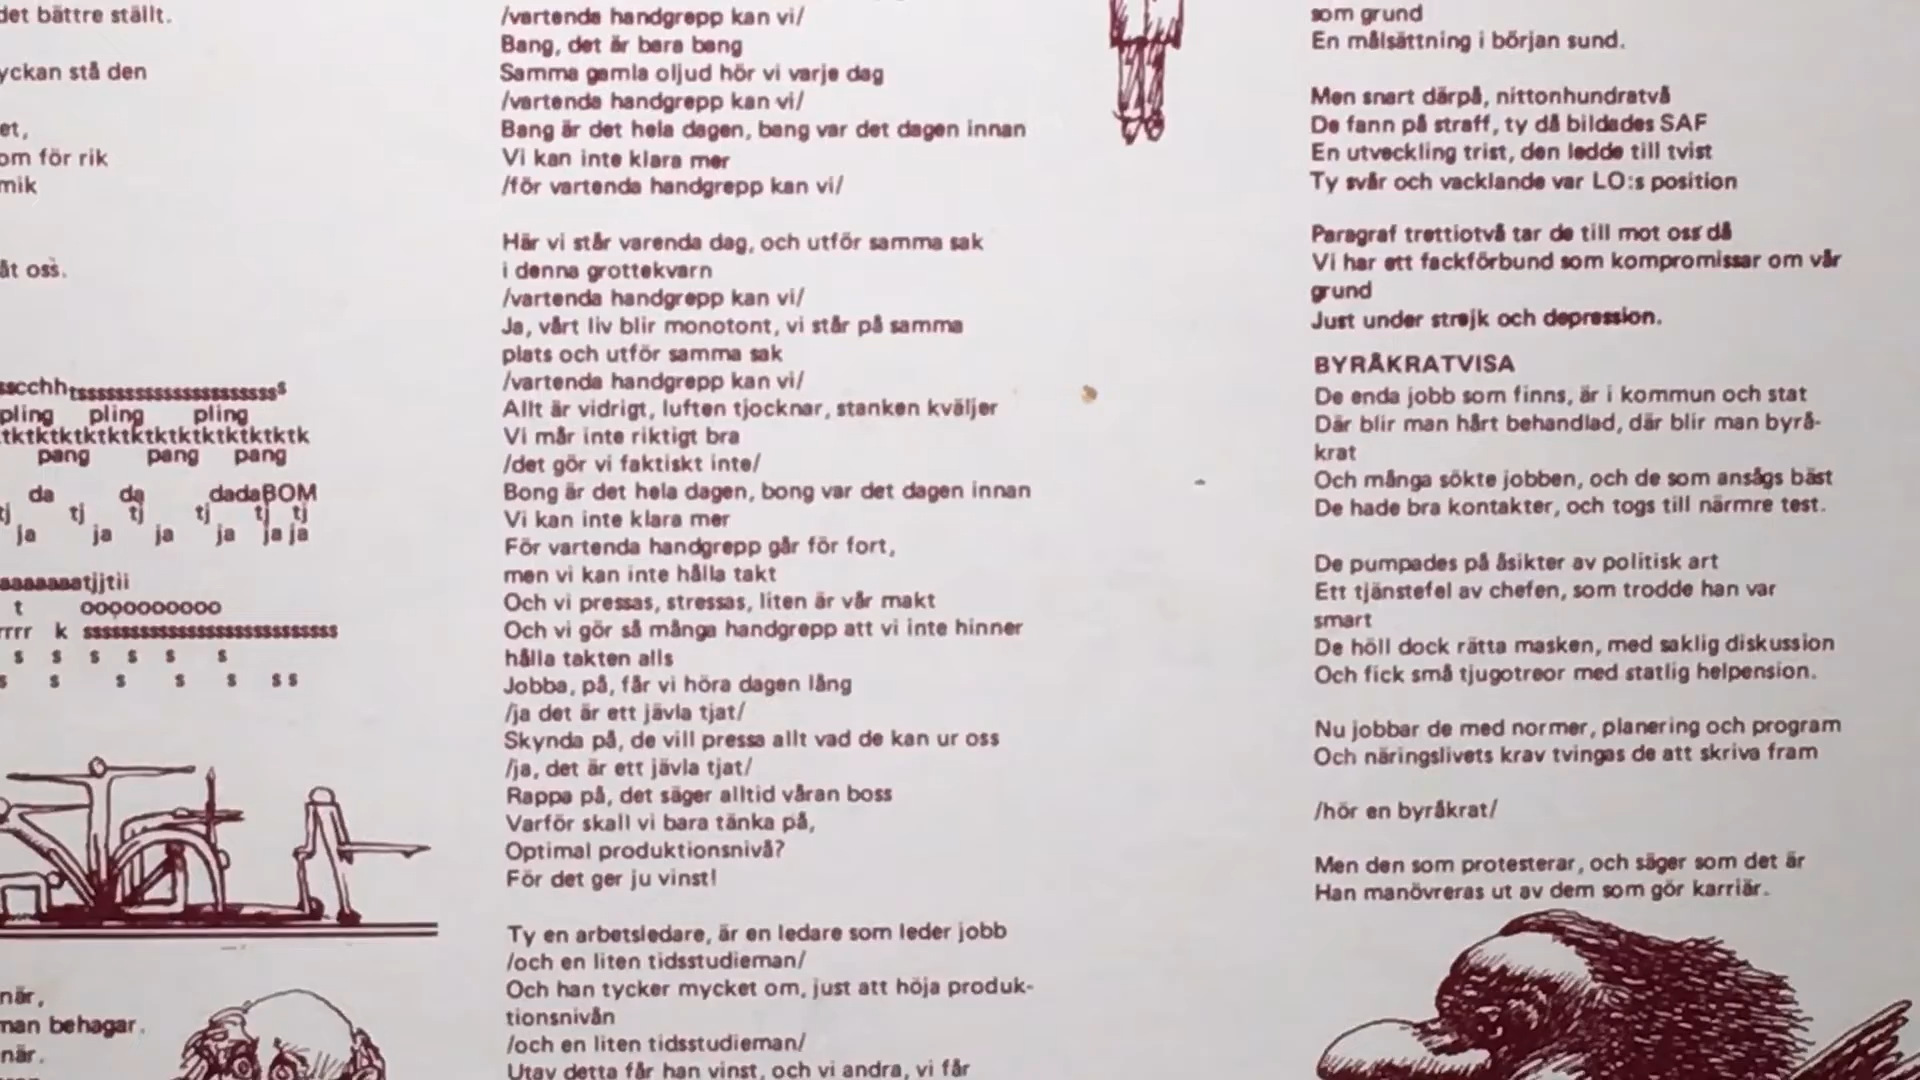 det bättre ställt.
yckan stå den
et,
om för rik
mik
åt oss.
sscchhtsssssssssssssssssssssss
pling pling pling
tktktktktktktktktktktktktktk
pang pang pang
da da dadaBOM
tj tj tj tj tj tj
ja ja ja ja ja ja
aaaaaaatjjtii
t oooooooooo
rrrr k sssssssssssssssssssssssssss
s s s s s s
s s s s s s s
när,
man behagar.
när.
/vartenda handgrepp kan vi/
Bang, det är bara bang
Samma gamla oljud hör vi varje dag
/vartenda handgrepp kan vi/
Bang är det hela dagen, bang var det dagen innan
Vi kan inte klara mer
/för vartenda handgrepp kan vi/
Här vi står varenda dag, och utför samma sak
i denna grottekvarn
/vartenda handgrepp kan vi/
Ja, vårt liv blir monotont, vi står på samma
plats och utför samma sak
/vartenda handgrepp kan vi/
Allt är vidrigt, luften tjocknar, stanken kväljer
Vi mår inte riktigt bra
/det gör vi faktiskt inte/
Bong är det hela dagen, bong var det dagen innan
Vi kan inte klara mer
För vartenda handgrepp går för fort,
men vi kan inte hålla takt
Och vi pressas, stressas, liten är vår makt
Och vi gör så många handgrepp att vi inte hinner
hålla takten alls
Jobba, på, får vi höra dagen lång
/ja det är ett jävla tjat/
Skynda på, de vill pressa allt vad de kan ur oss
/ja, det är ett jävla tjat/
Rappa på, det säger alltid våran boss
Varför skall vi bara tänka på,
Optimal produktionsnivå?
För det ger ju vinst!
Ty en arbetsledare, är en ledare som leder jobb
/och en liten tidsstudieman/
Och han tycker mycket om, just att höja produk-
tionsnivån
/och en liten tidsstudieman/
Utav detta får han vinst, och vi andra, vi får
som grund
En målsättning i början sund.
Men snart därpå, nittonhundratvå
De fann på straff, ty då bildades SAF
En utveckling trist, den ledde till tvist
Ty svår och vacklande var LO:s position
Paragraf trettiotvå tar de till mot oss då
Vi har ett fackförbund som kompromissar om vår
grund
Just under strejk och depression.
BYRÅKRATVISA
De enda jobb som finns, är i kommun och stat
Där blir man hårt behandlad, där blir man byrå-
krat
Och många sökte jobben, och de som ansågs bäst
De hade bra kontakter, och togs till närmre test.
De pumpades på åsikter av politisk art
Ett tjänstefel av chefen, som trodde han var
smart
De höll dock rätta masken, med saklig diskussion
Och fick små tjugotreor med statlig helpension.
Nu jobbar de med normer, planering och program
Och näringslivets krav tvingas de att skriva fram
/hör en byråkrat/
Men den som protesterar, och säger som det är
Han manövreras ut av dem som gör karriär.